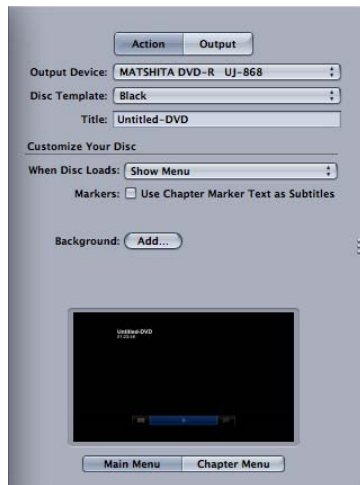 Action Output
Output Device: MATSHITA DVD-R UJ-868
Disc Template: Black
Title: Untitled-DVD
Customize Your Disc
When Disc Loads: Show Menu
Markers: Use Chapter Marker Text as Subtitles
Background: Add...
Untitled-DVD
Main Menu Chapter Menu